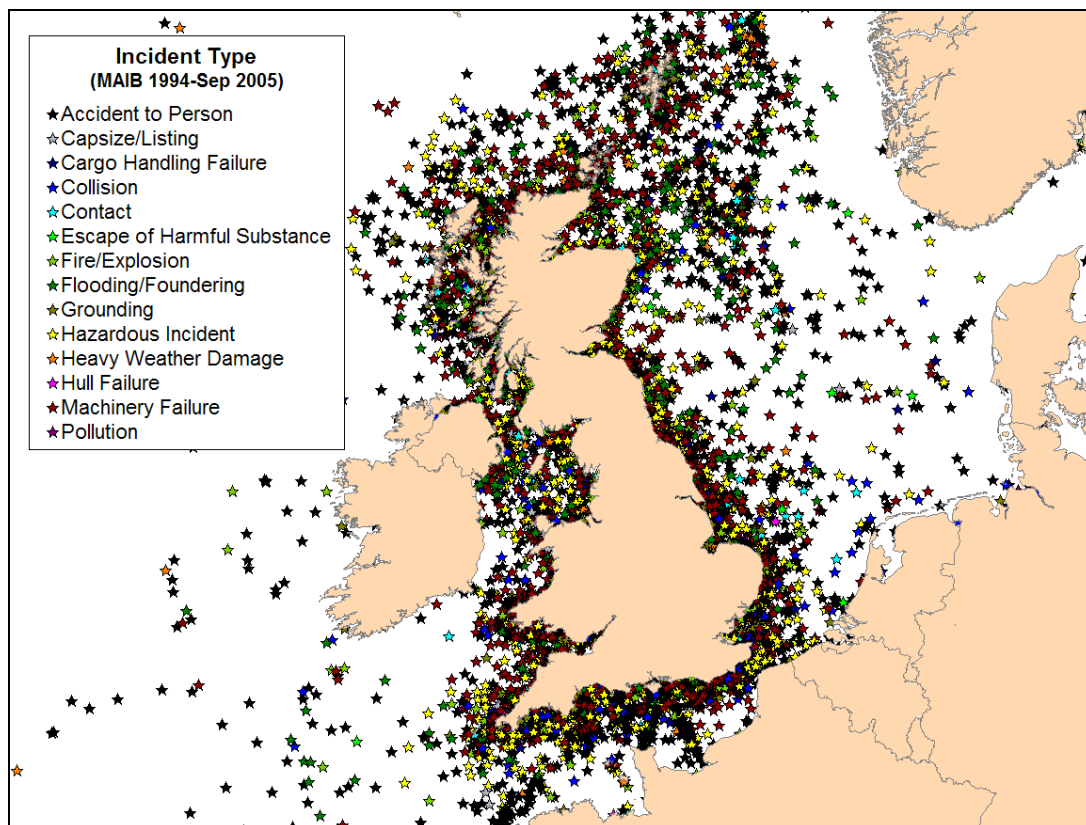 Incident Type
(MAIB 1994-Sep 2005)
Accident to Person
Capsize/Listing
Cargo Handling Failure
Collision
Contact
Escape of Harmful Substance
Fire/Explosion
Flooding/Foundering
Grounding
Hazardous Incident
Heavy Weather Damage
Hull Failure
Machinery Failure
Pollution